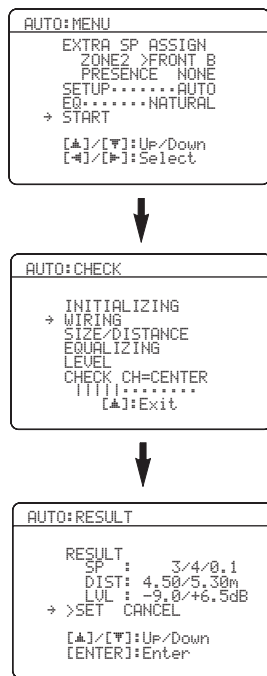 AUTO:MENU
EXTRA SP ASSIGN
ZONE2 >FRONT B
PRESENCE NONE
SETUP·······AUTO
EQ·······NATURAL
→ START
[▲]/[▼]:Up/Down
[◄]/[►]:Select
AUTO:CHECK
INITIALIZING
→ WIRING
SIZE/DISTANCE
EQUALIZING
LEVEL
CHECK CH=CENTER
|||||·········
[▲]:Exit
AUTO:RESULT
RESULT
SP : 3/4/0.1
DIST: 4.50/5.30m
LVL : -9.0/+6.5dB
→ >SET CANCEL
[▲]/[▼]:Up/Down
[ENTER]:Enter